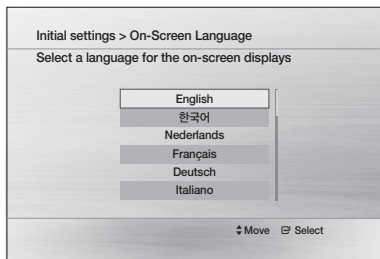 Initial settings > On-Screen Language
Select a language for the on-screen displays
English
한국어
Nederlands
Français
Deutsch
Italiano
Move Select